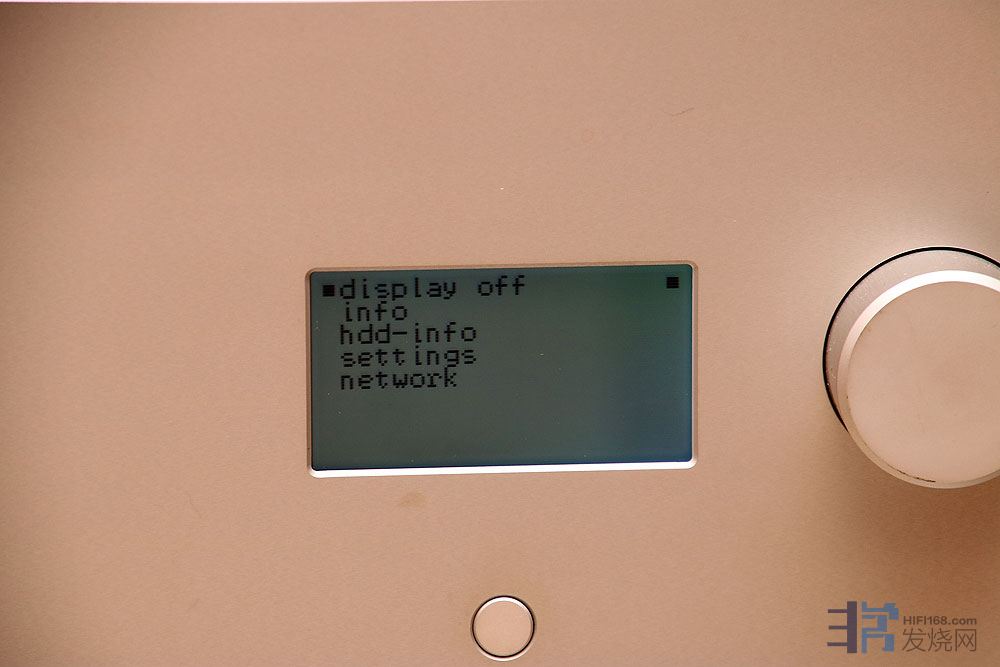 display off
info
hdd-info
settings
network
HIFI168.com
发烧网